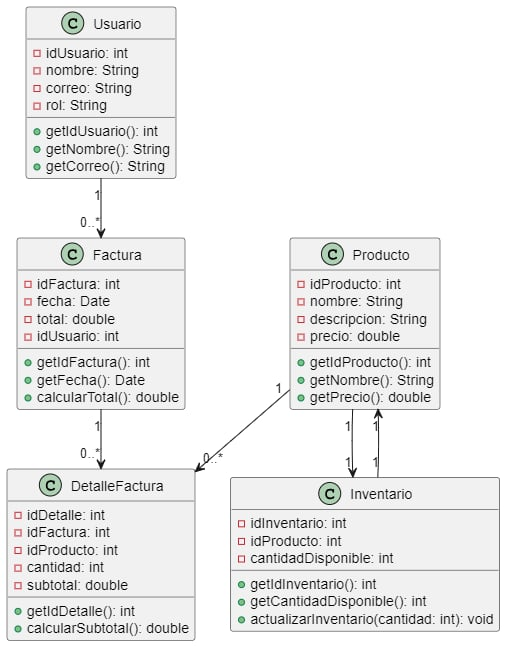 C Usuario
idUsuario: int
nombre: String
correo: String
rol: String
getIdUsuario(): int
getNombre(): String
getCorreo(): String
1
0..*
C Factura
idFactura: int
fecha: Date
total: double
idUsuario: int
getIdFactura(): int
getFecha(): Date
calcularTotal(): double
C Producto
idProducto: int
nombre: String
descripcion: String
precio: double
getIdProducto(): int
getNombre(): String
getPrecio(): double
1
0..*
1
0..*
1
1
1
1
C DetalleFactura
idDetalle: int
idFactura: int
idProducto: int
cantidad: int
subtotal: double
getIdDetalle(): int
calcularSubtotal(): double
C Inventario
idInventario: int
idProducto: int
cantidadDisponible: int
getIdInventario(): int
getCantidadDisponible(): int
actualizarInventario(cantidad: int): void